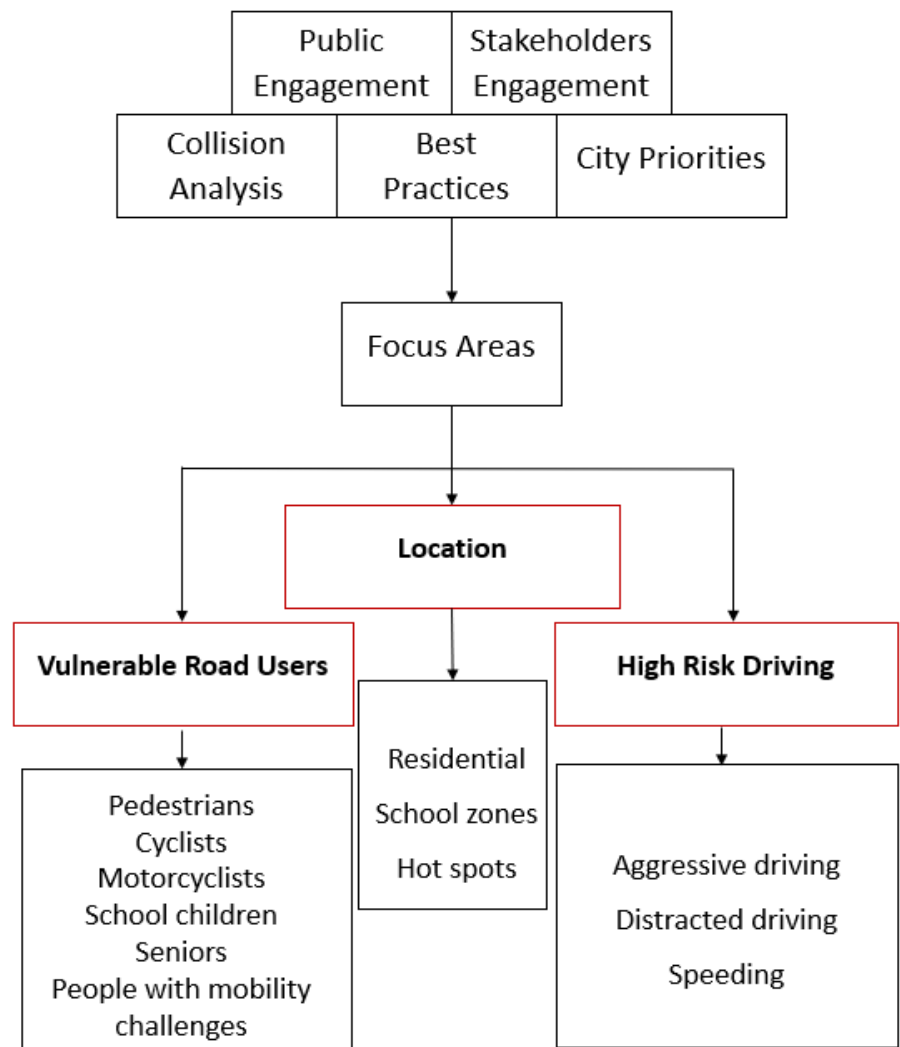 Public
Engagement
Stakeholders
Engagement
Collision
Analysis
Best
Practices
City Priorities
Focus Areas
Location
Vulnerable Road Users
High Risk Driving
Pedestrians
Cyclists
Motorcyclists
School children
Seniors
People with mobility
challenges
Residential
School zones
Hot spots
Aggressive driving
Distracted driving
Speeding